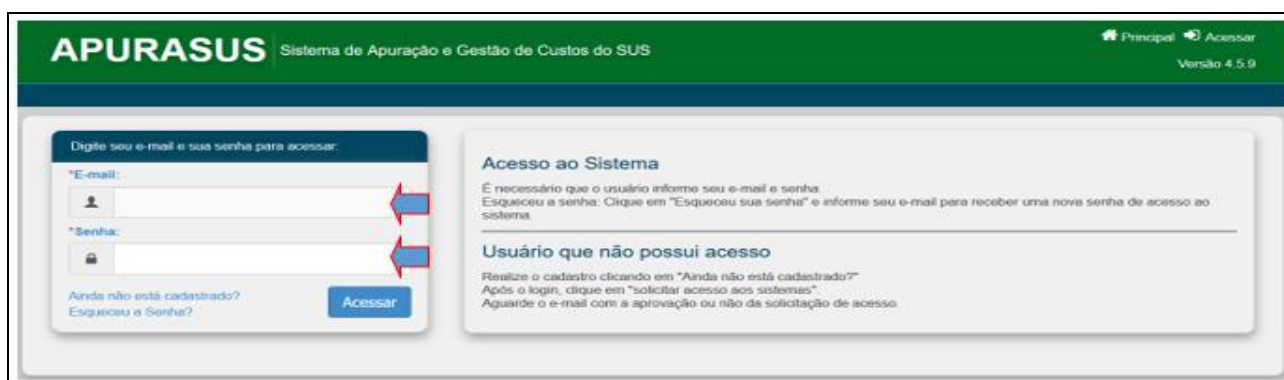 APURASUS Sistema de Apuração e Gestão de Custos do SUS
Principal Acessar
Versão 4.5.9
Digite seu e-mail e sua senha para acessar:
*E-mail:
*Senha:
Ainda não está cadastrado?
Esqueceu a Senha?
Acessar
Acesso ao Sistema
É necessário que o usuário informe seu e-mail e senha.
Esqueceu a senha: Clique em "Esqueceu sua senha" e informe seu e-mail para receber uma nova senha de acesso ao
sistema.
Usuário que não possui acesso
Realize o cadastro clicando em "Ainda não está cadastrado?"
Após o login, clique em "solicitar acesso aos sistemas".
Aguarde o e-mail com a aprovação ou não da solicitação de acesso.